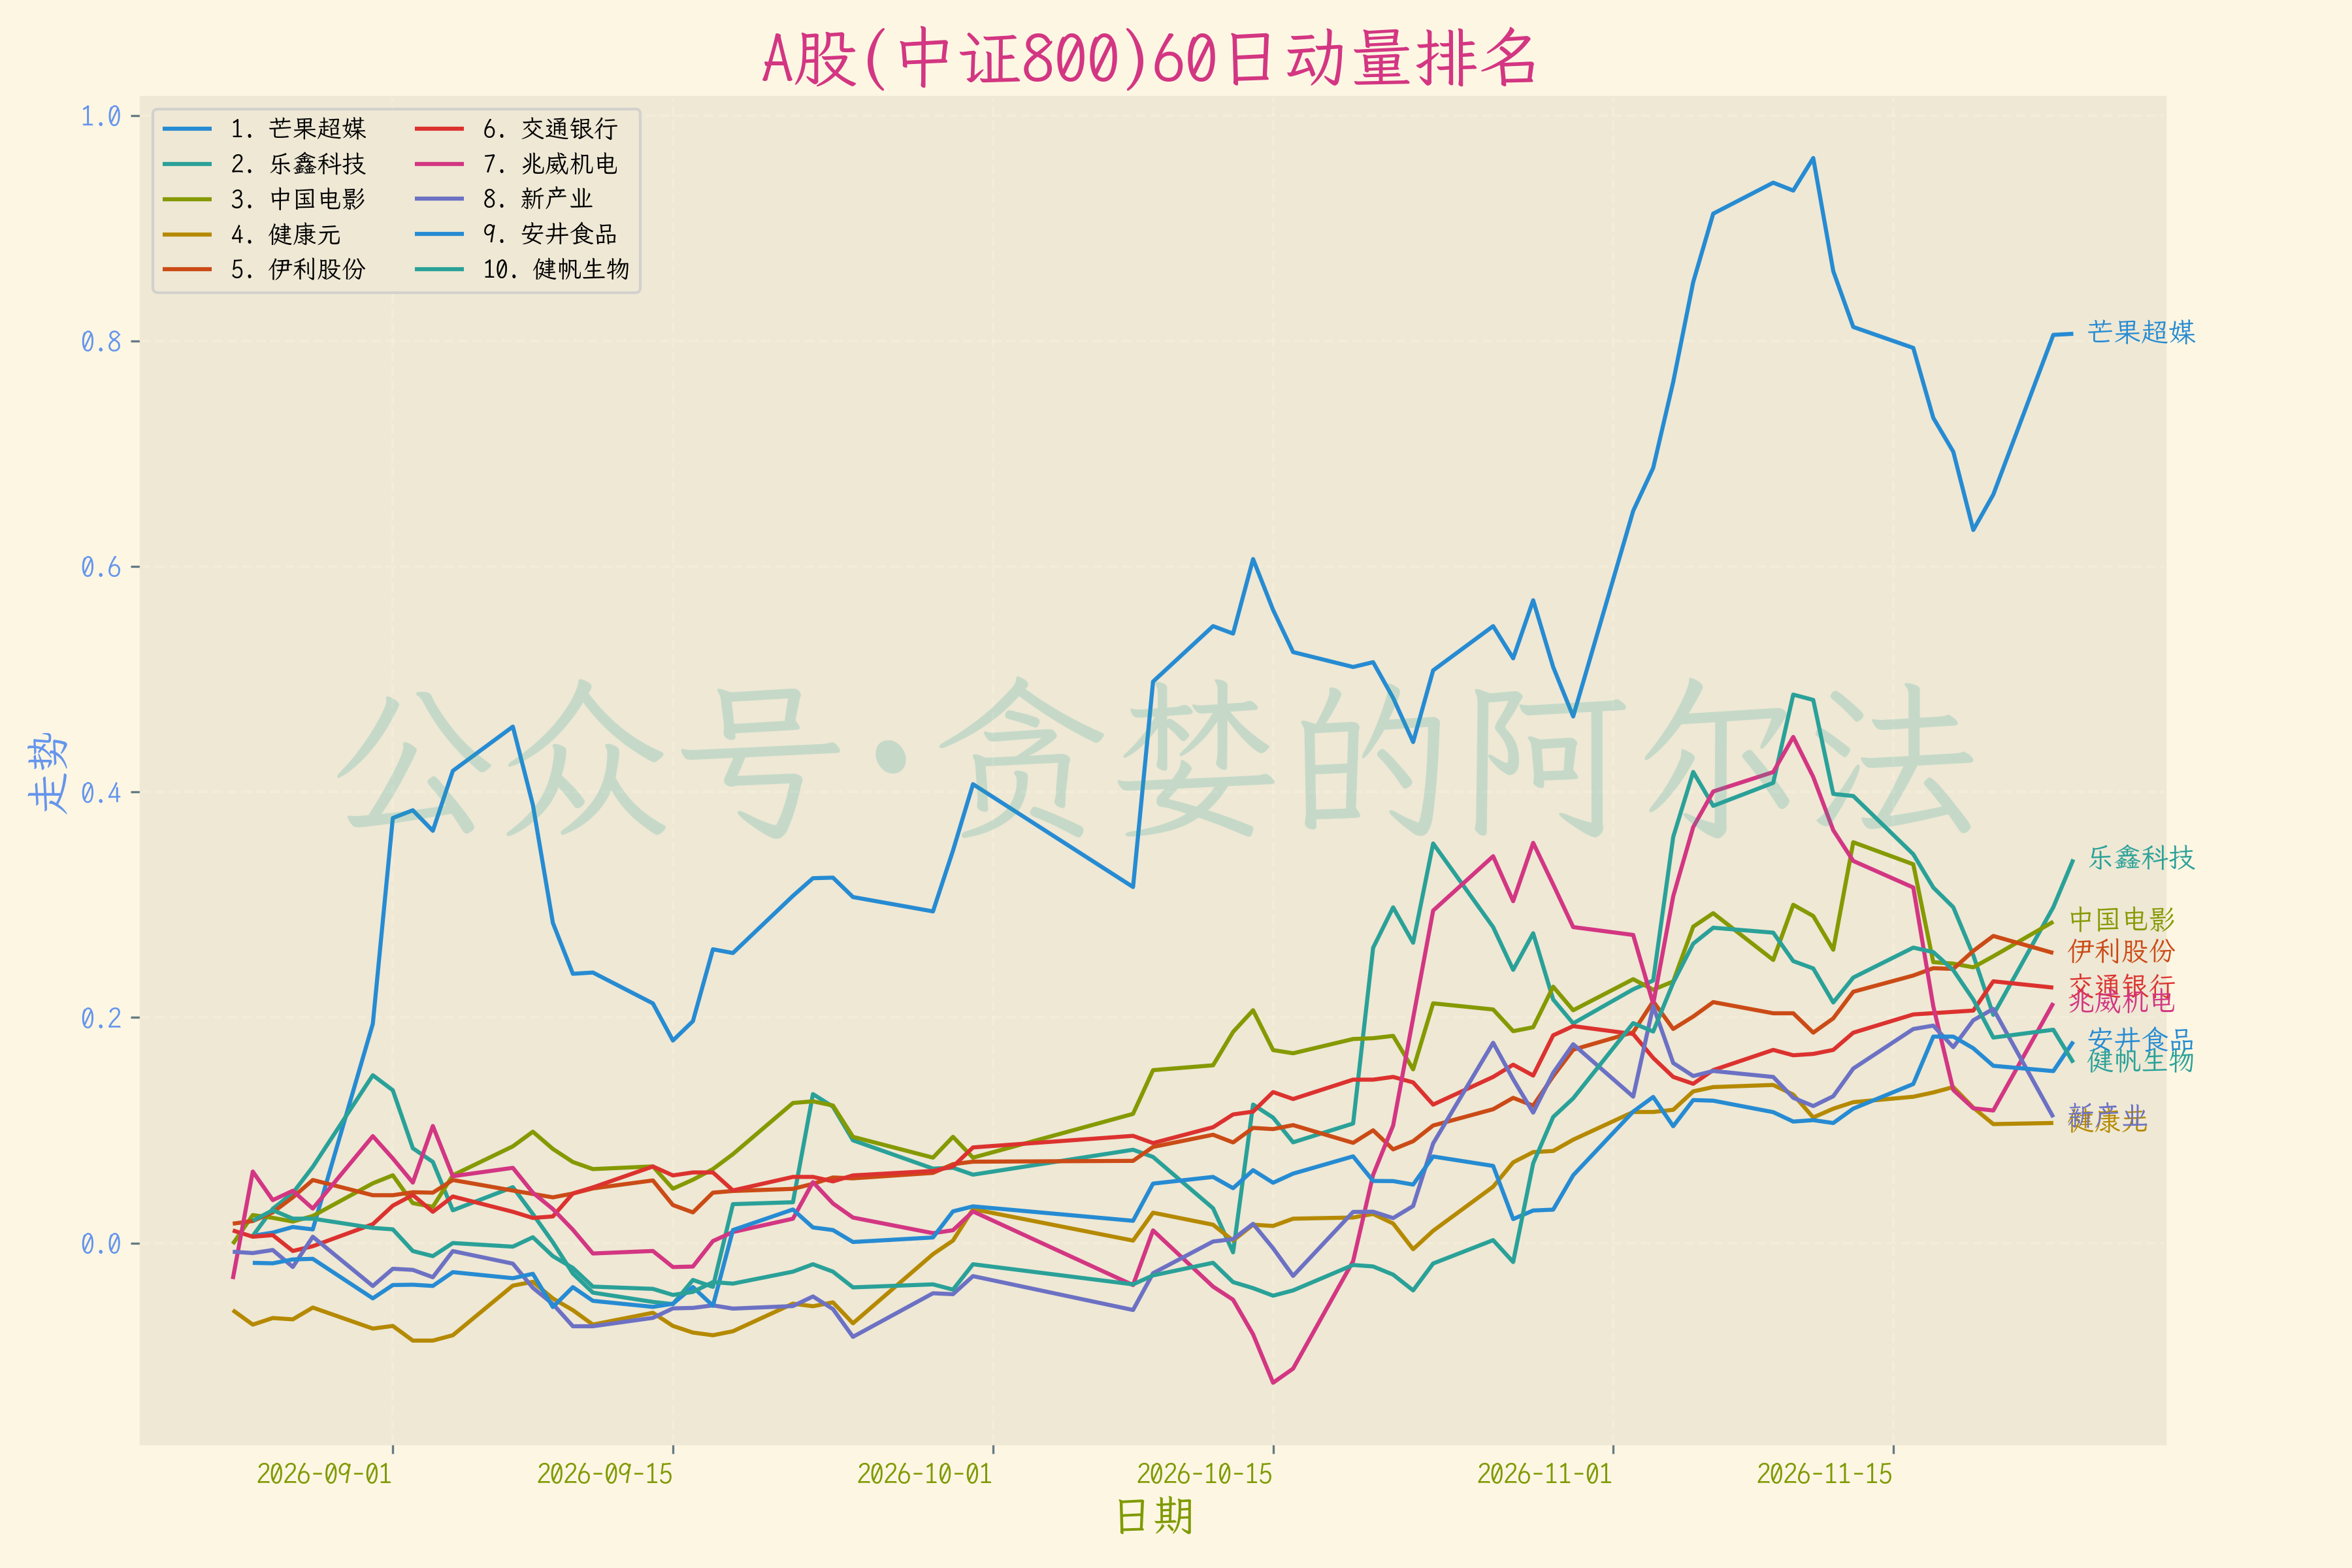 A股(中证800)60日动量排名
1.0
0.8
0.6
0.4
0.2
0.0
走势
1. 芒果超媒
2. 乐鑫科技
3. 中国电影
4. 健康元
5. 伊利股份
6. 交通银行
7. 兆威机电
8. 新产业
9. 安井食品
10. 健帆生物
公众号·贪婪的阿尔法
芒果超媒
乐鑫科技
中国电影
伊利股份
交通银行
兆威机电
安井食品
健帆生物
新产业
健康元
2026-09-01
2026-09-15
2026-10-01
2026-10-15
2026-11-01
2026-11-15
日期